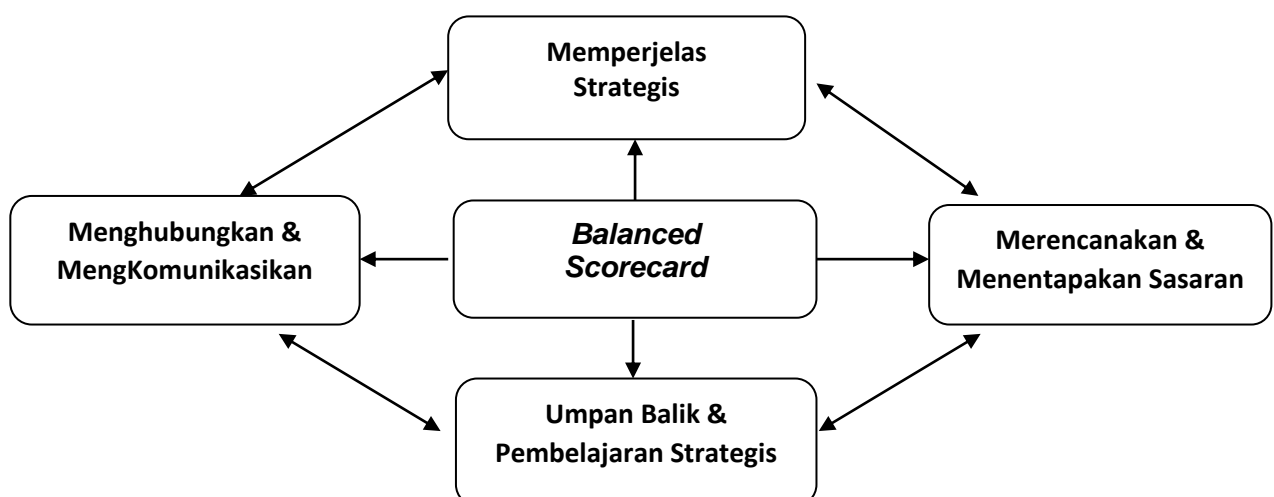 Memperjelas
Strategis
Menghubungkan &
MengKomunikasikan
Balanced
Scorecard
Merencanakan &
Menentapakan Sasaran
Umpan Balik &
Pembelajaran Strategis